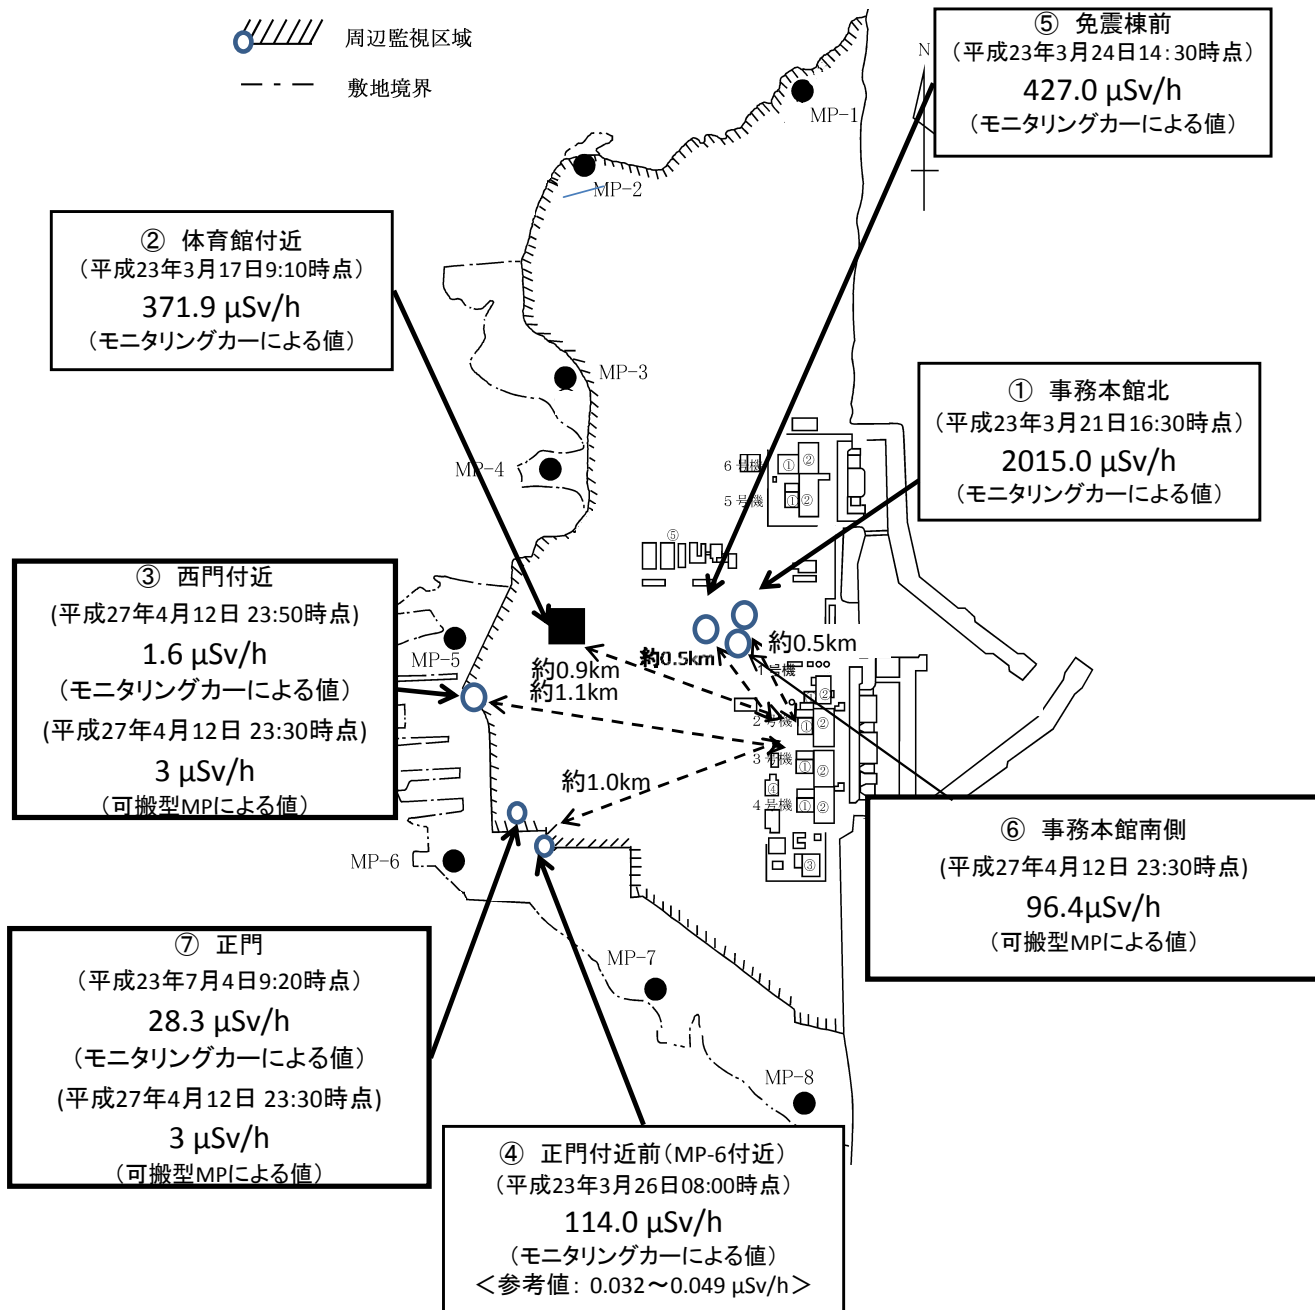 周辺監視区域
敷地境界
⑤ 免震棟前
（平成23年3月24日14:30時点）
427.0 μSv/h
（モニタリングカーによる値）
N
MP-1
MP-2
② 体育館付近
（平成23年3月17日9:10時点）
371.9 μSv/h
（モニタリングカーによる値）
MP-3
① 事務本館北
（平成23年3月21日16:30時点）
2015.0 μSv/h
（モニタリングカーによる値）
MP-4
６号機
① ②
５号機
① ②
⑤
③ 西門付近
(平成27年4月12日 23:50時点)
1.6 μSv/h
（モニタリングカーによる値）
(平成27年4月12日 23:30時点)
3 μSv/h
（可搬型MPによる値）
MP-5
約0.9km
約1.1km
約0.5km
約0.5km
１号機
②
２号機
① ②
３号機
① ②
約1.0km
④
４号機
① ②
③
MP-6
⑥ 事務本館南側
(平成27年4月12日 23:30時点)
96.4μSv/h
（可搬型MPによる値）
⑦ 正門
（平成23年7月4日9:20時点）
28.3 μSv/h
（モニタリングカーによる値）
(平成27年4月12日 23:30時点)
3 μSv/h
（可搬型MPによる値）
MP-7
MP-8
④ 正門付近前（MP-6付近）
（平成23年3月26日08:00時点）
114.0 μSv/h
（モニタリングカーによる値）
＜参考値： 0.032～0.049 μSv/h＞